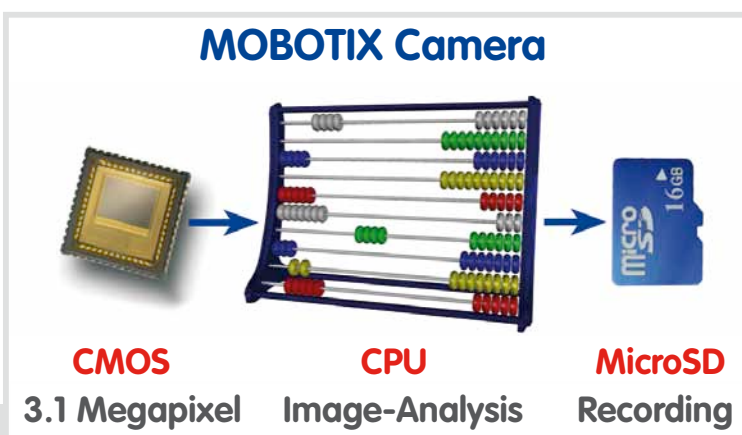 MOBOTIX Camera
micro
SD
16GB
CMOS CPU MicroSD
3.1 Megapixel Image-Analysis Recording